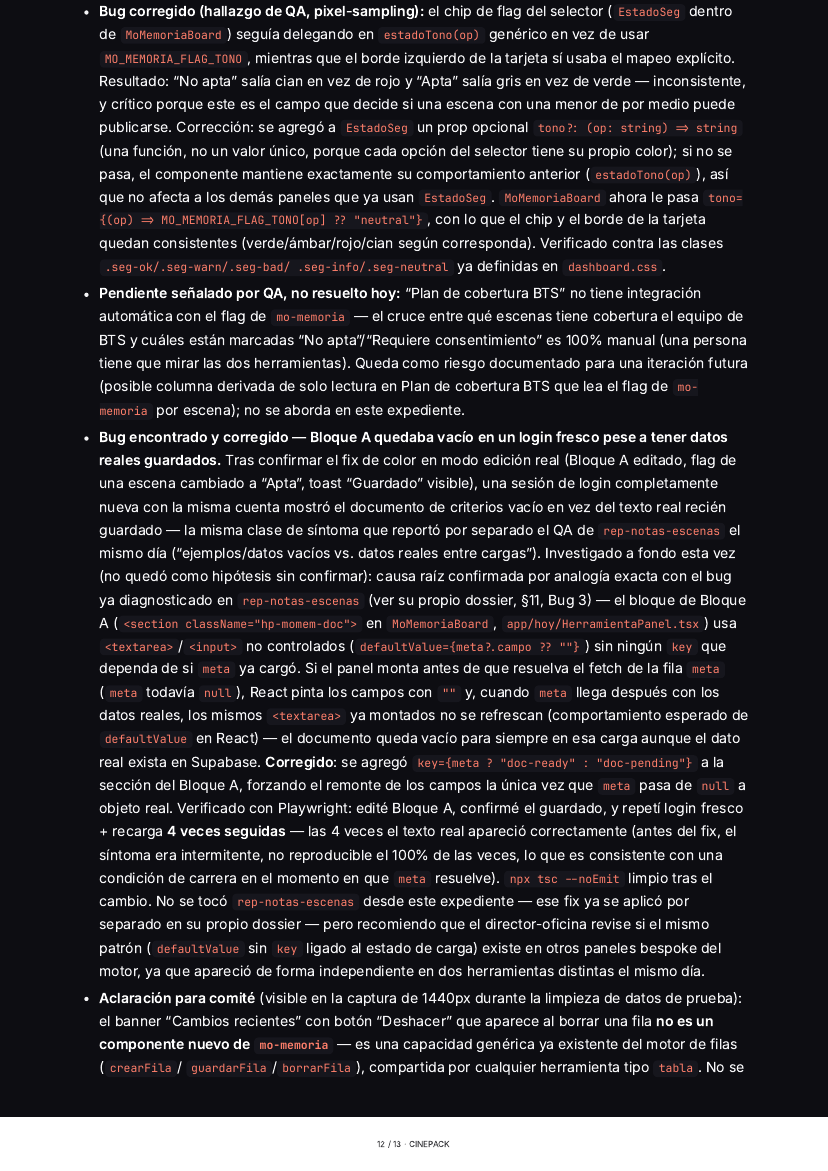 • Bug corregido (hallazgo de QA, pixel-sampling): el chip de flag del selector ( EstadoSeg dentro
de MoMemoriaBoard ) seguía delegando en estadoTono(op) genérico en vez de usar
MO_MEMORIA_FLAG_TONO , mientras que el borde izquierdo de la tarjeta sí usaba el mapeo explícito.
Resultado: “No apta” salía cian en vez de rojo y “Apta” salía gris en vez de verde — inconsistente,
y crítico porque este es el campo que decide si una escena con una menor de por medio puede
publicarse. Corrección: se agregó a EstadoSeg un prop opcional tono?: (op: string) => string
(una función, no un valor único, porque cada opción del selector tiene su propio color); si no se
pasa, el componente mantiene exactamente su comportamiento anterior ( estadoTono(op) ), así
que no afecta a los demás paneles que ya usan EstadoSeg . MoMemoriaBoard ahora le pasa tono=
{(op) => MO_MEMORIA_FLAG_TONO[op] ?? "neutral"} , con lo que el chip y el borde de la tarjeta
quedan consistentes (verde/ámbar/rojo/cian según corresponda). Verificado contra las clases
.seg-ok/.seg-warn/.seg-bad/ .seg-info/.seg-neutral ya definidas en dashboard.css .
• Pendiente señalado por QA, no resuelto hoy: “Plan de cobertura BTS” no tiene integración
automática con el flag de mo-memoria — el cruce entre qué escenas tiene cobertura el equipo de
BTS y cuáles están marcadas “No apta”/“Requiere consentimiento” es 100% manual (una persona
tiene que mirar las dos herramientas). Queda como riesgo documentado para una iteración futura
(posible columna derivada de solo lectura en Plan de cobertura BTS que lea el flag de mo-
memoria por escena); no se aborda en este expediente.
• Bug encontrado y corregido — Bloque A quedaba vacío en un login fresco pese a tener datos
reales guardados. Tras confirmar el fix de color en modo edición real (Bloque A editado, flag de
una escena cambiado a “Apta”, toast “Guardado” visible), una sesión de login completamente
nueva con la misma cuenta mostró el documento de criterios vacío en vez del texto real recién
guardado — la misma clase de síntoma que reportó por separado el QA de rep-notas-escenas el
mismo día (“ejemplos/datos vacíos vs. datos reales entre cargas”). Investigado a fondo esta vez
(no quedó como hipótesis sin confirmar): causa raíz confirmada por analogía exacta con el bug
ya diagnosticado en rep-notas-escenas (ver su propio dossier, §11, Bug 3) — el bloque de Bloque
A ( <section className="hp-momem-doc"> en MoMemoriaBoard , app/hoy/HerramientaPanel.tsx ) usa
<textarea> / <input> no controlados ( defaultValue={meta?.campo ?? ""} ) sin ningún key que
dependa de si meta ya cargó. Si el panel monta antes de que resuelva el fetch de la fila meta
( meta todavía null ), React pinta los campos con "" y, cuando meta llega después con los
datos reales, los mismos <textarea> ya montados no se refrescan (comportamiento esperado de
defaultValue en React) — el documento queda vacío para siempre en esa carga aunque el dato
real exista en Supabase. Corregido: se agregó key={meta ? "doc-ready" : "doc-pending"} a la
sección del Bloque A, forzando el remonte de los campos la única vez que meta pasa de null a
objeto real. Verificado con Playwright: edité Bloque A, confirmé el guardado, y repetí login fresco
+ recarga 4 veces seguidas — las 4 veces el texto real apareció correctamente (antes del fix, el
síntoma era intermitente, no reproducible el 100% de las veces, lo que es consistente con una
condición de carrera en el momento en que meta resuelve). npx tsc --noEmit limpio tras el
cambio. No se tocó rep-notas-escenas desde este expediente — ese fix ya se aplicó por
separado en su propio dossier — pero recomiendo que el director-oficina revise si el mismo
patrón ( defaultValue sin key ligado al estado de carga) existe en otros paneles bespoke del
motor, ya que apareció de forma independiente en dos herramientas distintas el mismo día.
• Aclaración para comité (visible en la captura de 1440px durante la limpieza de datos de prueba):
el banner “Cambios recientes” con botón “Deshacer” que aparece al borrar una fila no es un
componente nuevo de mo-memoria — es una capacidad genérica ya existente del motor de filas
( crearFila / guardarFila / borrarFila ), compartida por cualquier herramienta tipo tabla . No se
12 / 13 · CINEPACK